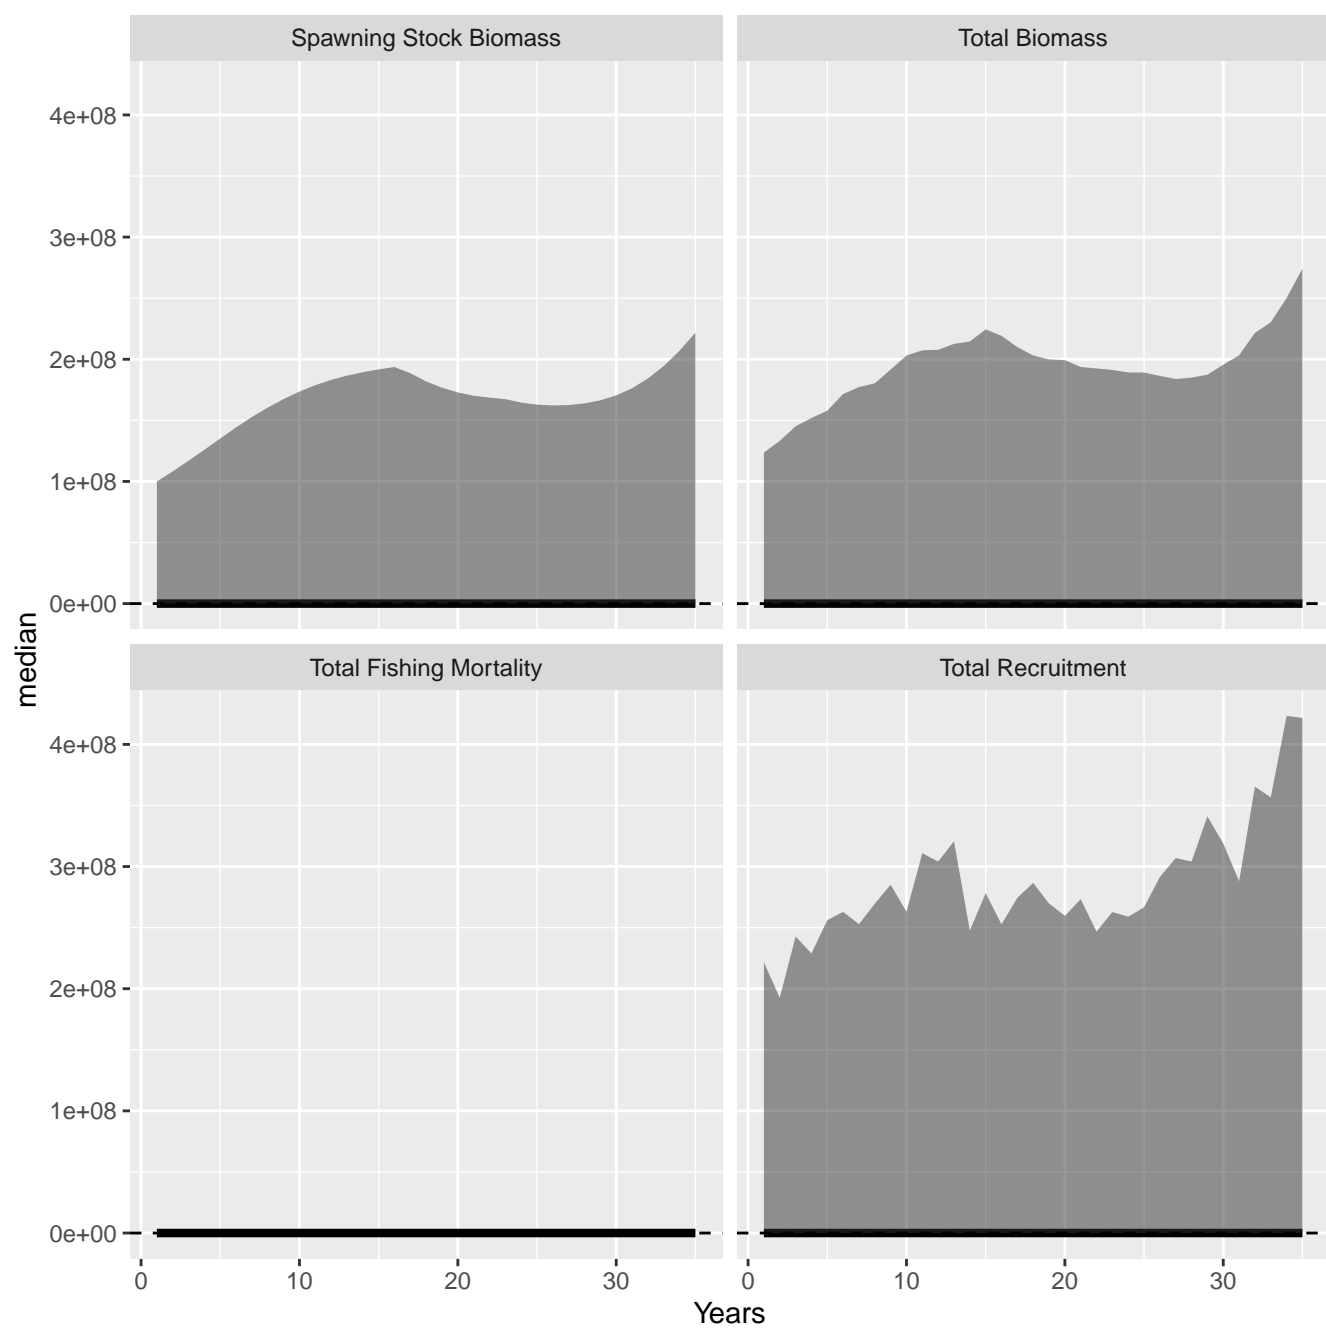 Spawning Stock Biomass
Total Biomass
4e+08
3e+08
2e+08
1e+08
0e+00
Total Fishing Mortality
Total Recruitment
4e+08
3e+08
2e+08
1e+08
0e+00
median
0 10 20 30
0 10 20 30
Years